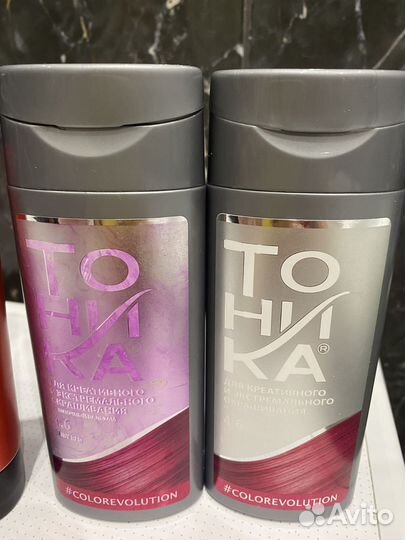 ТО
НИ
КА
ДЛЯ КРЕАТИВНОГО
И ЭКСТРЕМАЛЬНОГО
ОКРАШИВАНИЯ
#COLOREVOLUTION
ТО
НИ
КА®
ДЛЯ КРЕАТИВНОГО
И ЭКСТРЕМАЛЬНОГО
ОКРАШИВАНИЯ
#COLOREVOLUTION
Avito